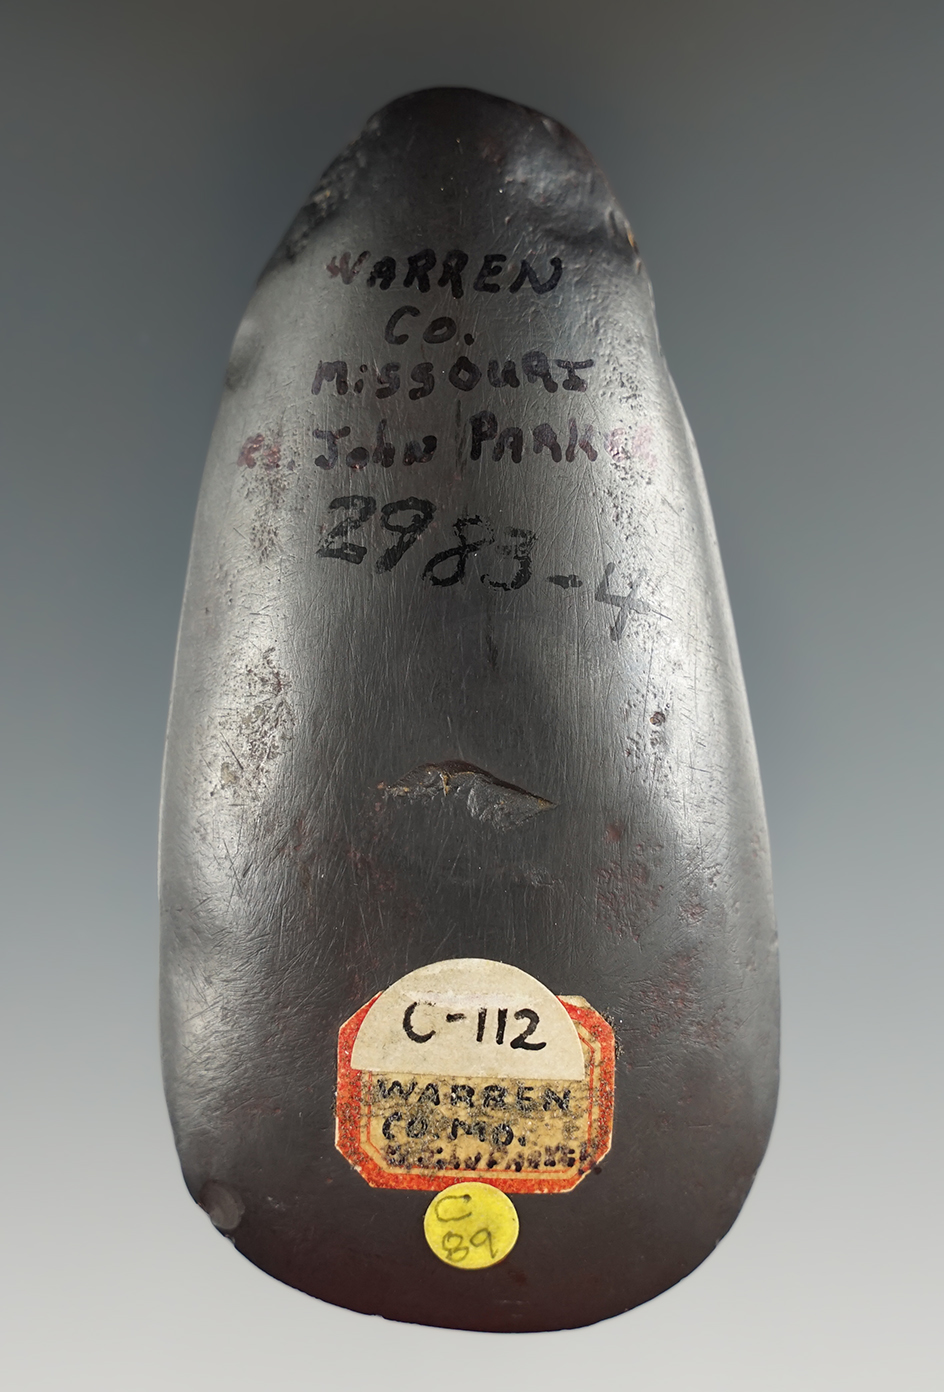 WARREN
Co.
MissOURI
John PARKER
2983-4
C-112
WARREN
CO. MO.
C
89